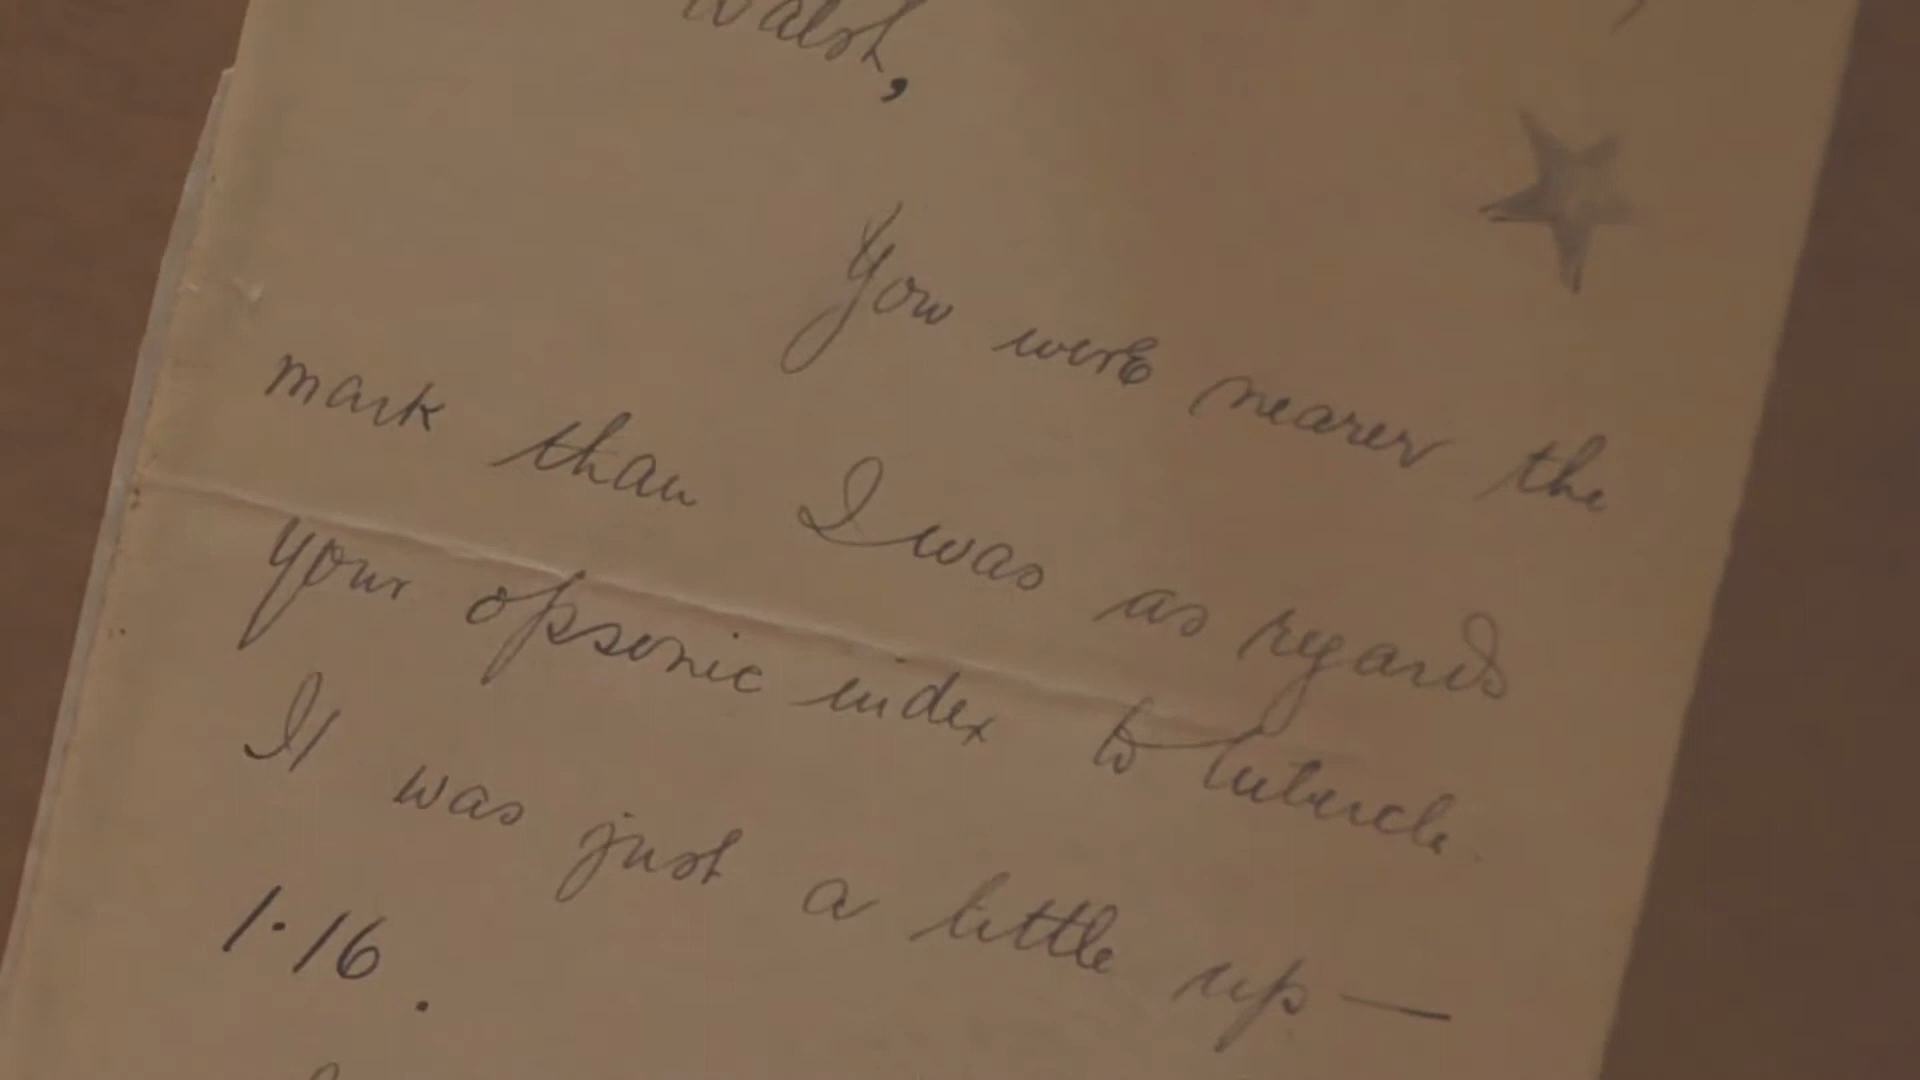 Walsh,
You were nearer the
mark than I was as regards
your opsonic index to tubercle.
It was just a little up —
1.16.